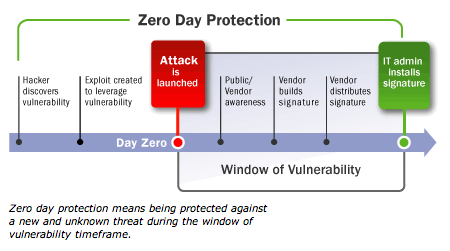 Zero Day Protection
Hacker
discovers
vulnerability
Exploit created
to leverage
vulnerability
Attack
is
launched
Public/
Vendor
awareness
Vendor
builds
signature
Vendor
distributes
signature
IT admin
installs
signature
Day Zero
Window of Vulnerability
Zero day protection means being protected against
a new and unknown threat during the window of
vulnerability timeframe.